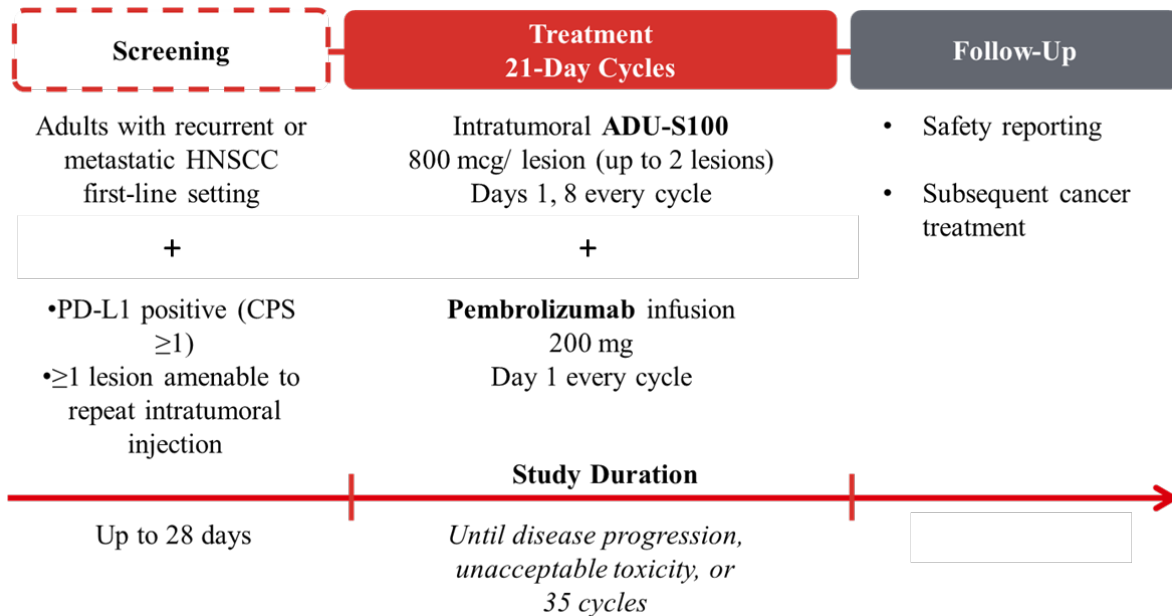 Screening
Treatment
21-Day Cycles
Follow-Up
Adults with recurrent or
metastatic HNSCC
first-line setting
+
•PD-L1 positive (CPS
≥1)
•≥1 lesion amenable to
repeat intratumoral
injection
Intratumoral ADU-S100
800 mcg/ lesion (up to 2 lesions)
Days 1, 8 every cycle
+
Pembrolizumab infusion
200 mg
Day 1 every cycle
• Safety reporting
• Subsequent cancer
treatment
Study Duration
Up to 28 days
Until disease progression,
unacceptable toxicity, or
35 cycles